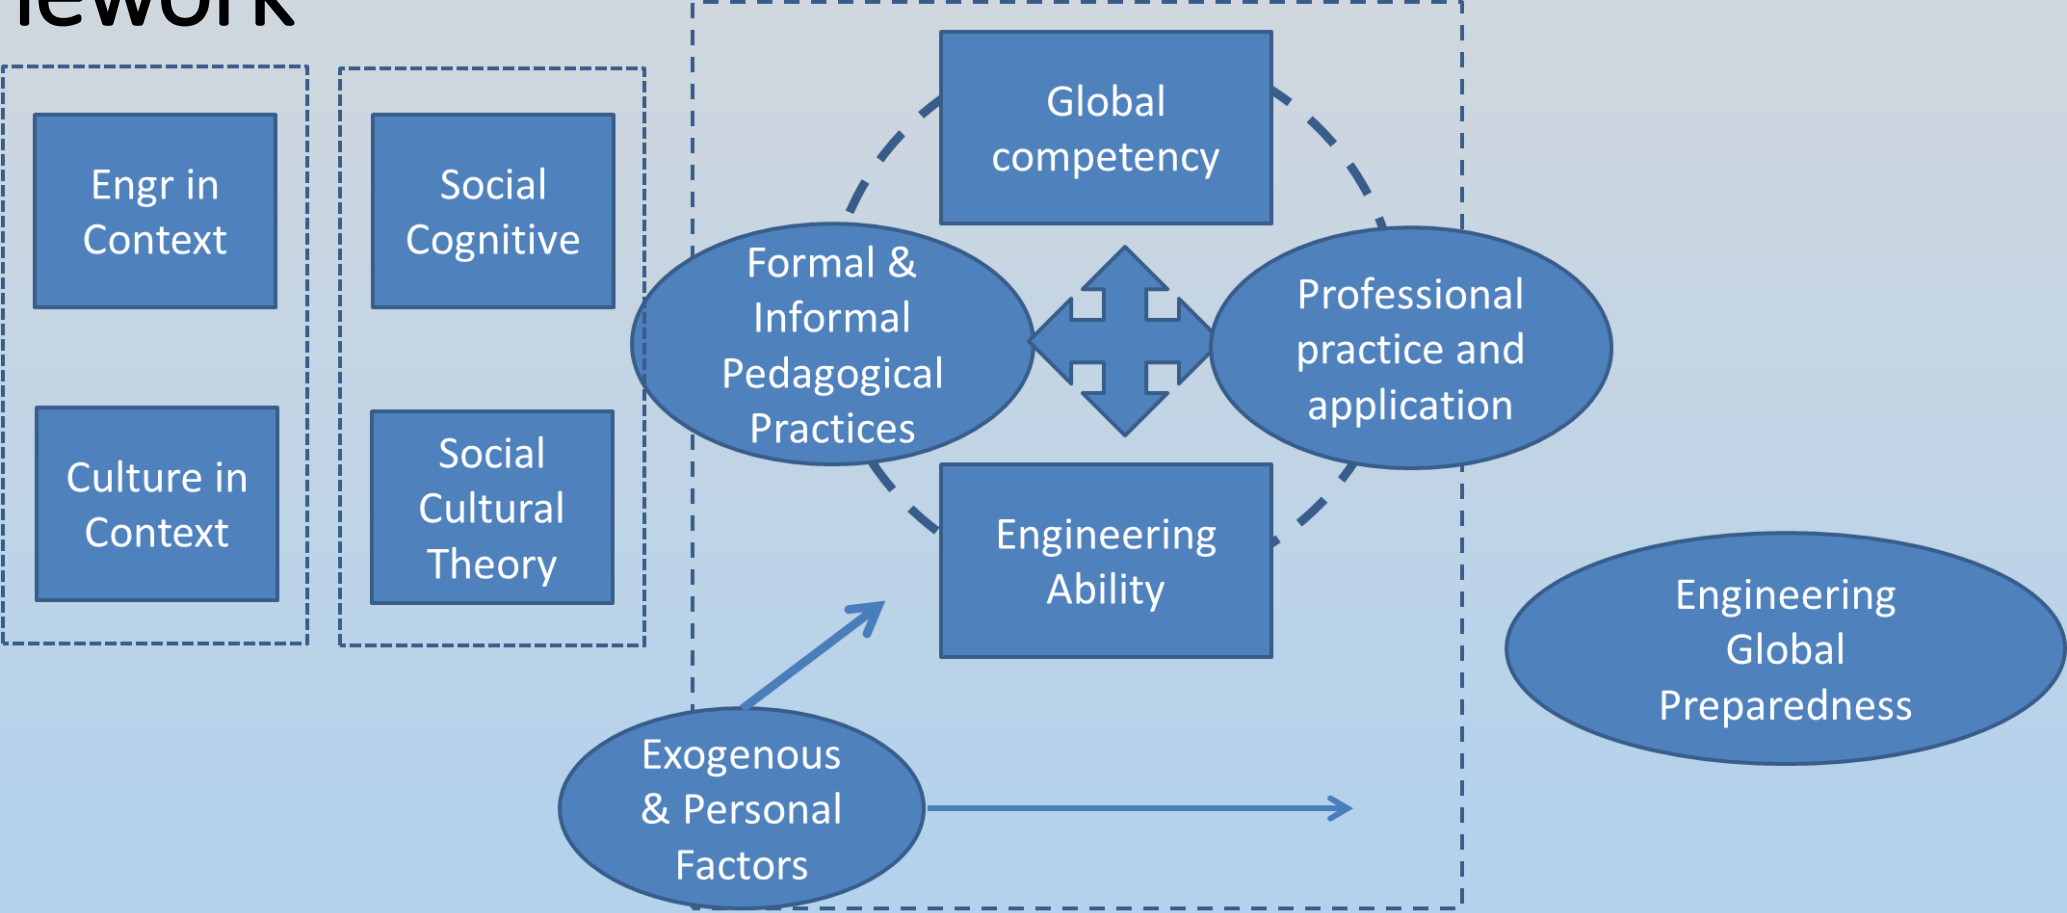 Engr in
Context
Culture in
Context
Social
Cognitive
Social
Cultural
Theory
Global
competency
Formal &
Informal
Pedagogical
Practices
Professional
practice and
application
Engineering
Ability
Exogenous
& Personal
Factors
Engineering
Global
Preparedness